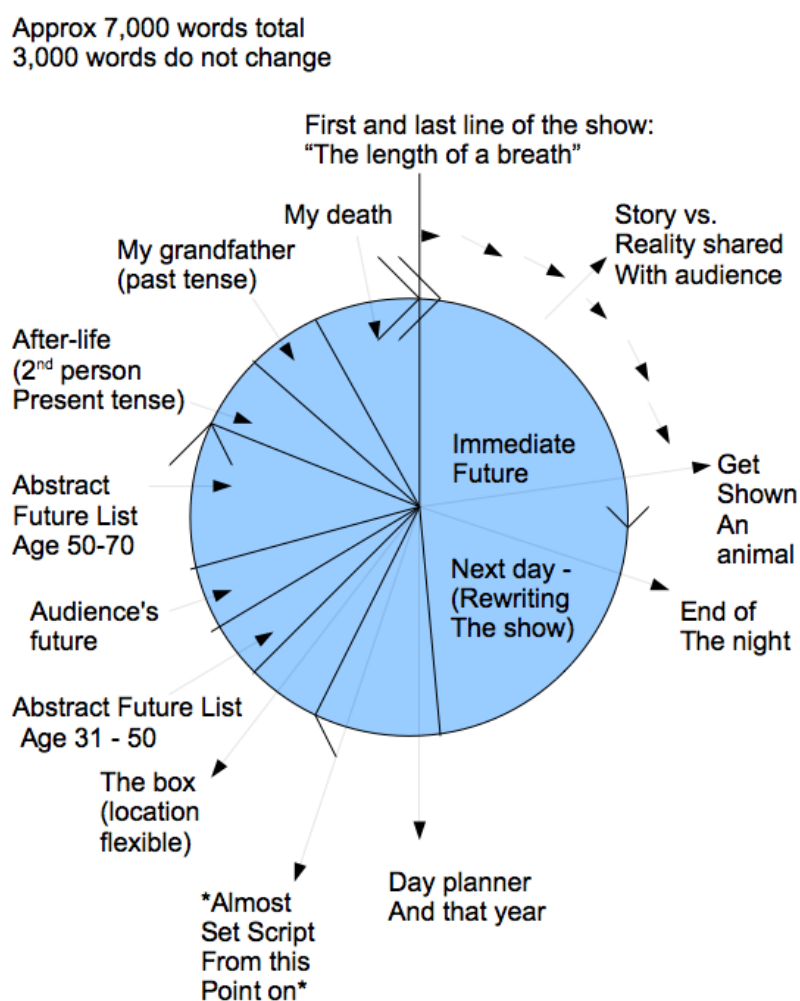 Approx 7,000 words total
3,000 words do not change
First and last line of the show:
“The length of a breath”
My death
Story vs.
Reality shared
With audience
My grandfather
(past tense)
After-life
(2nd person
Present tense)
Immediate
Future
Get
Shown
An
animal
Abstract
Future List
Age 50-70
Next day -
(Rewriting
The show)
End of
The night
Audience's
future
Abstract Future List
Age 31 - 50
The box
(location
flexible)
Day planner
And that year
*Almost
Set Script
From this
Point on*